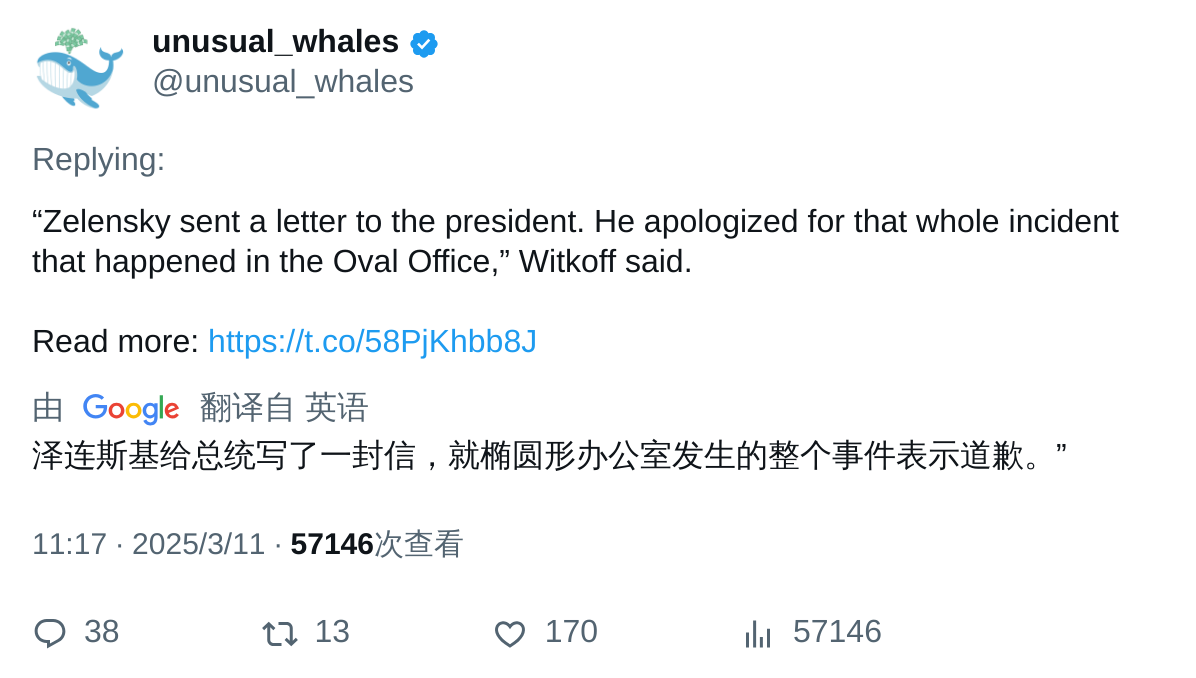 unusual_whales
@unusual_whales
Replying:
“Zelensky sent a letter to the president. He apologized for that whole incident
that happened in the Oval Office,” Witkoff said.
Read more: https://t.co/58PjKhbb8J
由 Google 翻译自 英语
泽连斯基给总统写了一封信，就椭圆形办公室发生的整个事件表示道歉。”
11:17 · 2025/3/11 · 57146次查看
38 13 170 57146